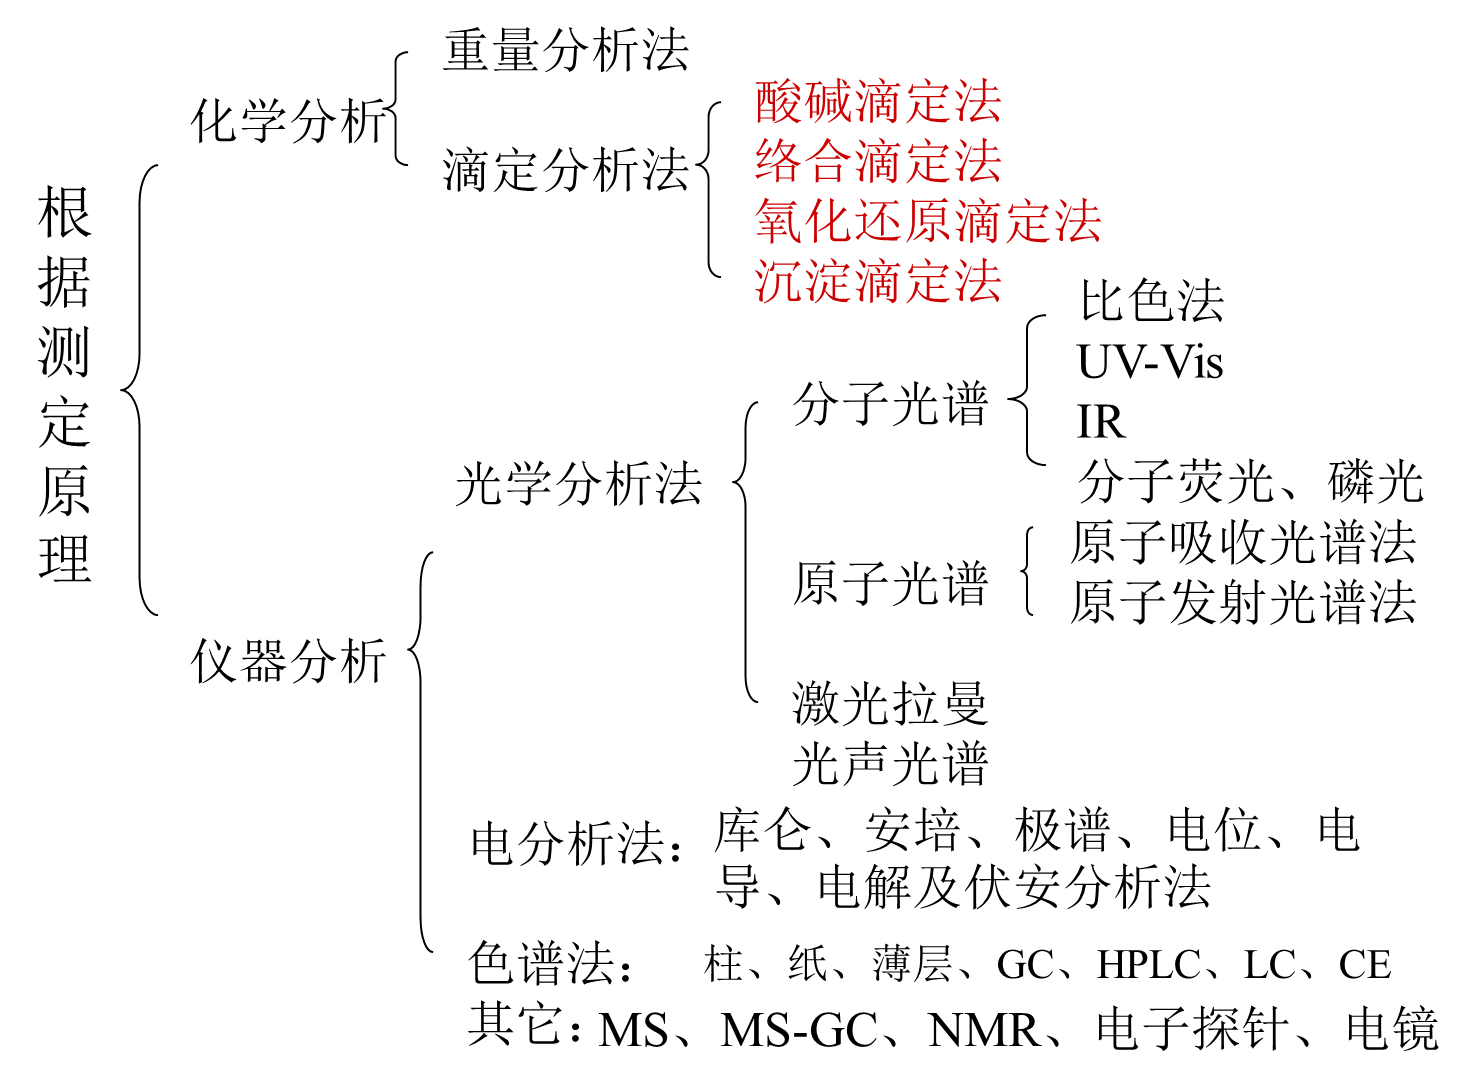 根据测定原理
化学分析
重量分析法
滴定分析法
酸碱滴定法
络合滴定法
氧化还原滴定法
沉淀滴定法
仪器分析
光学分析法
分子光谱
比色法
UV-Vis
IR
分子荧光、磷光
原子光谱
原子吸收光谱法
原子发射光谱法
激光拉曼
光声光谱
电分析法：
库仑、安培、极谱、电位、电
导、电解及伏安分析法
色谱法： 柱、纸、薄层、GC、HPLC、LC、CE
其它：MS、MS-GC、NMR、电子探针、电镜